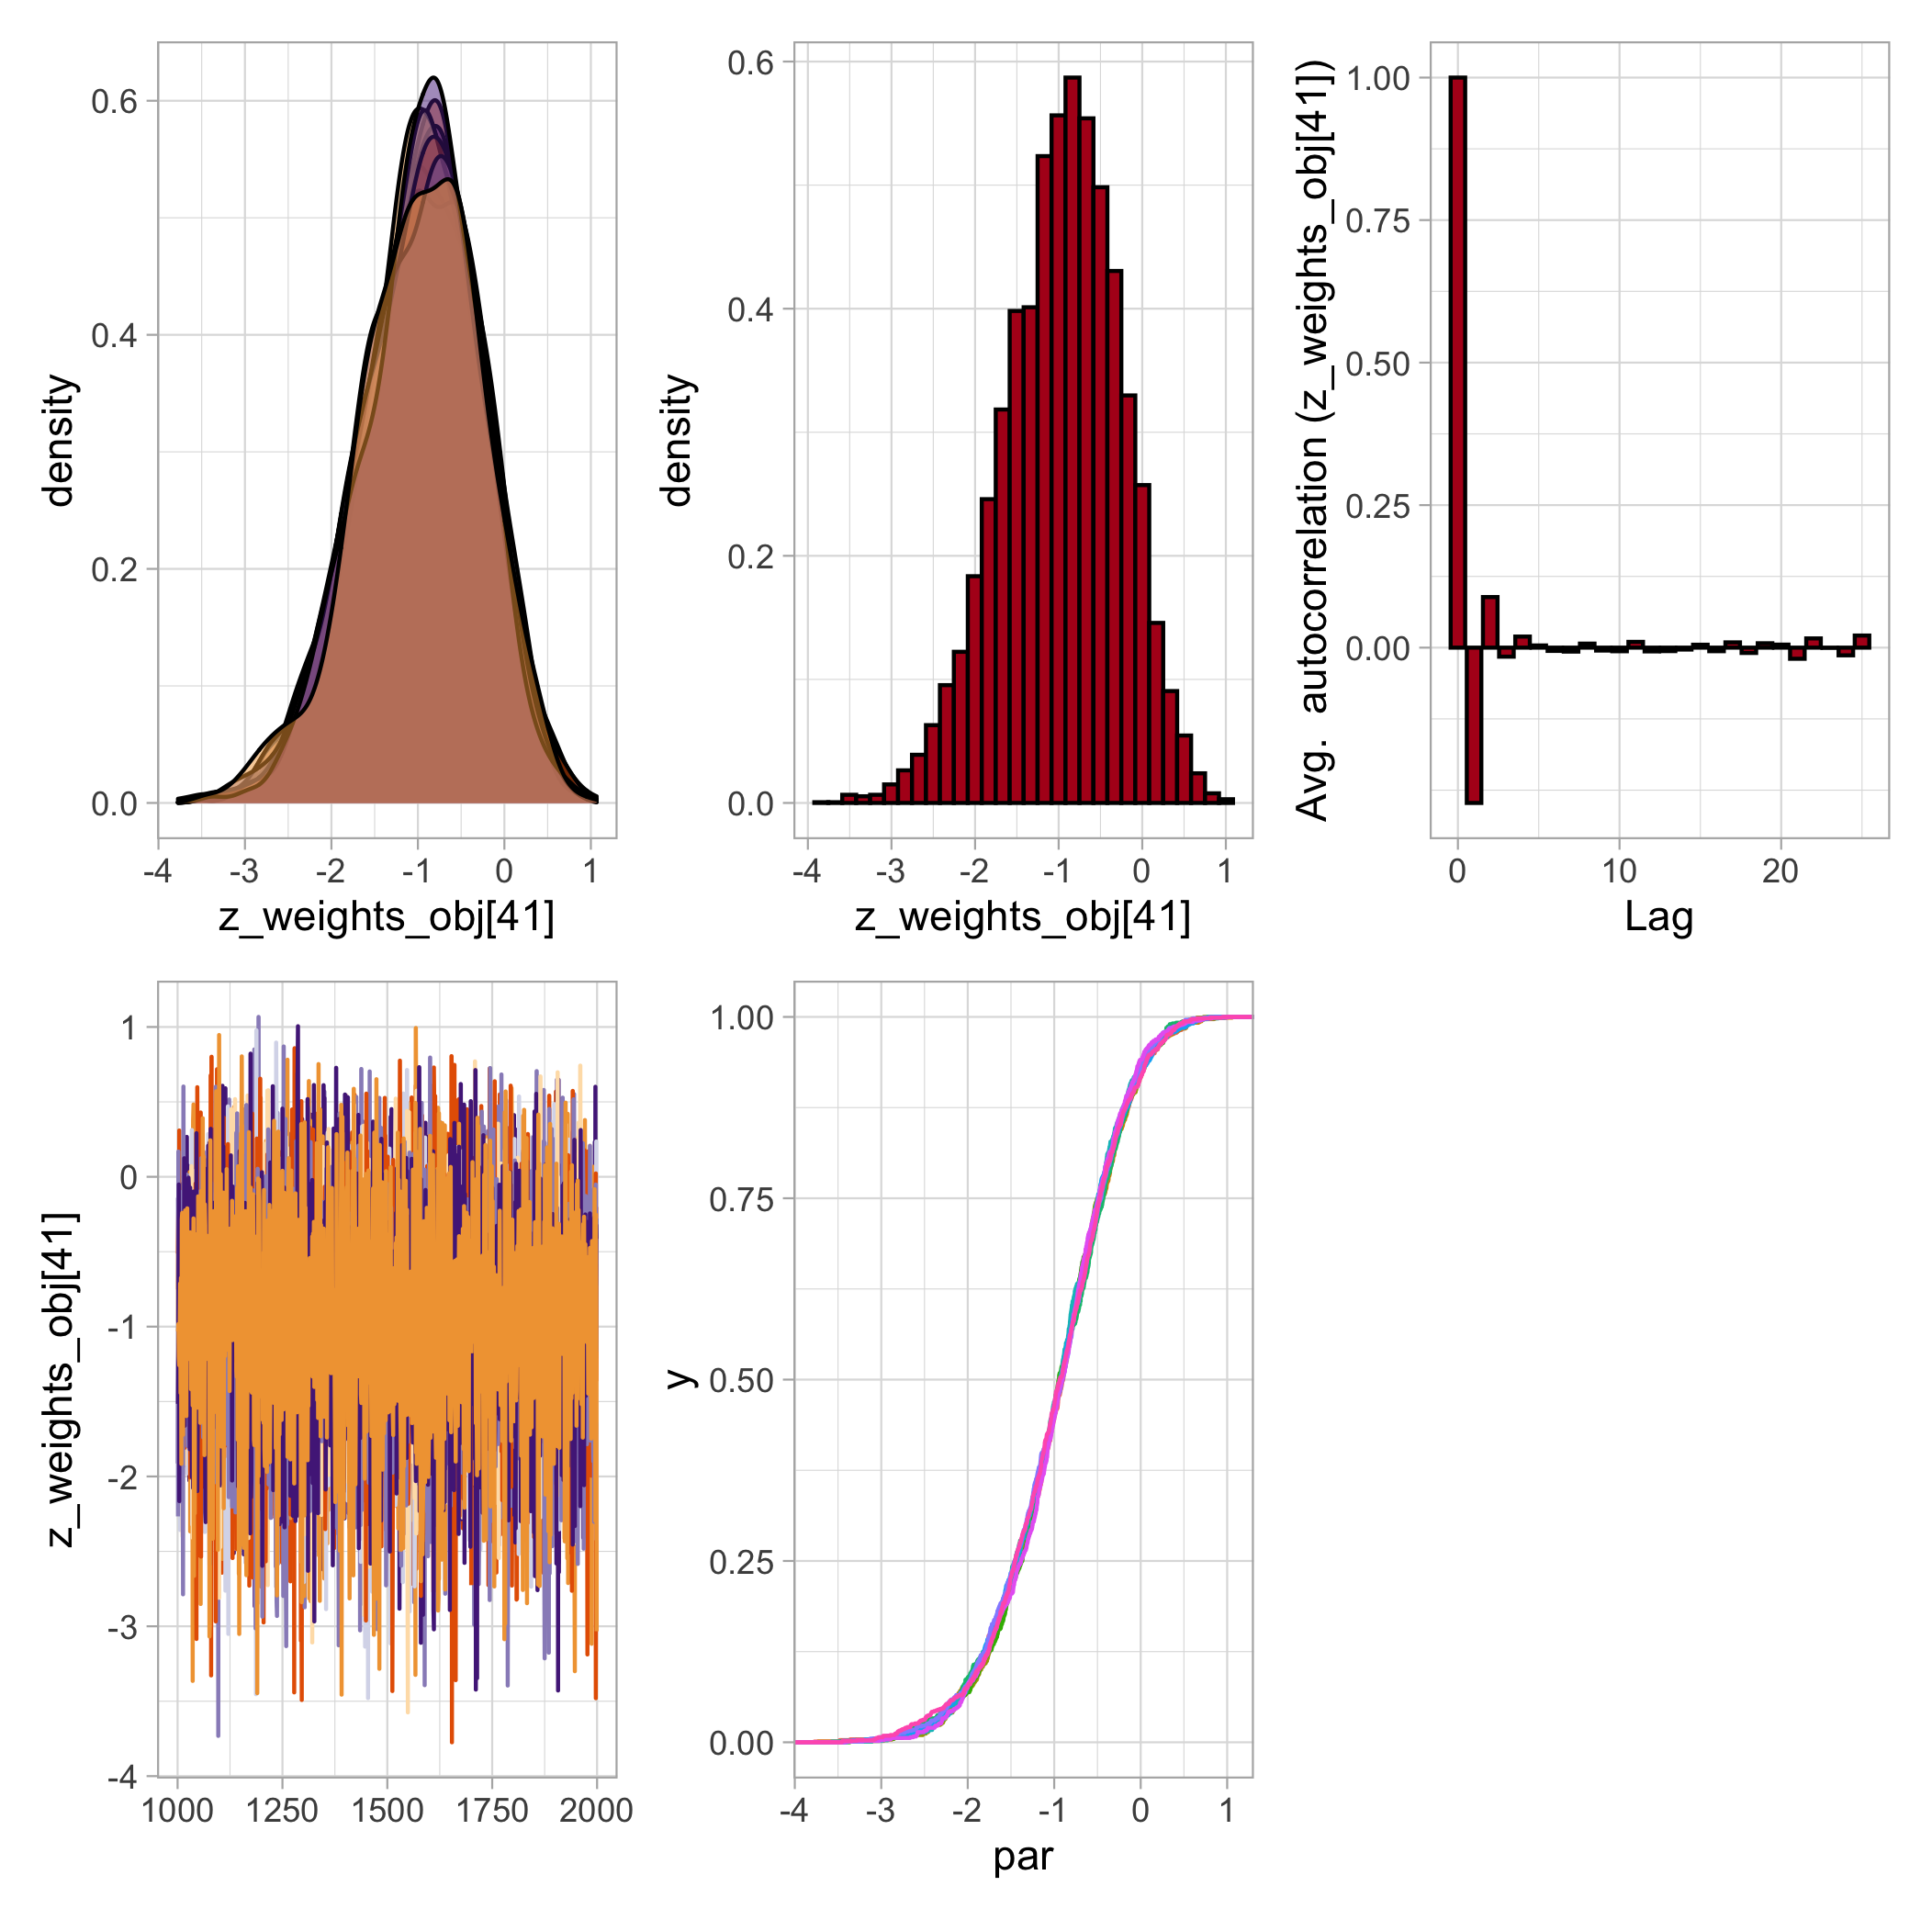 density
0.6
0.4
0.2
0.0
-4 -3 -2 -1 0 1
z_weights_obj[41]
density
0.6
0.4
0.2
0.0
-4 -3 -2 -1 0 1
z_weights_obj[41]
Avg. autocorrelation (z_weights_obj[41])
1.00
0.75
0.50
0.25
0.00
0 10 20
Lag
z_weights_obj[41]
1
0
-1
-2
-3
-4
1000 1250 1500 1750 2000
y
1.00
0.75
0.50
0.25
0.00
-4 -3 -2 -1 0 1
par